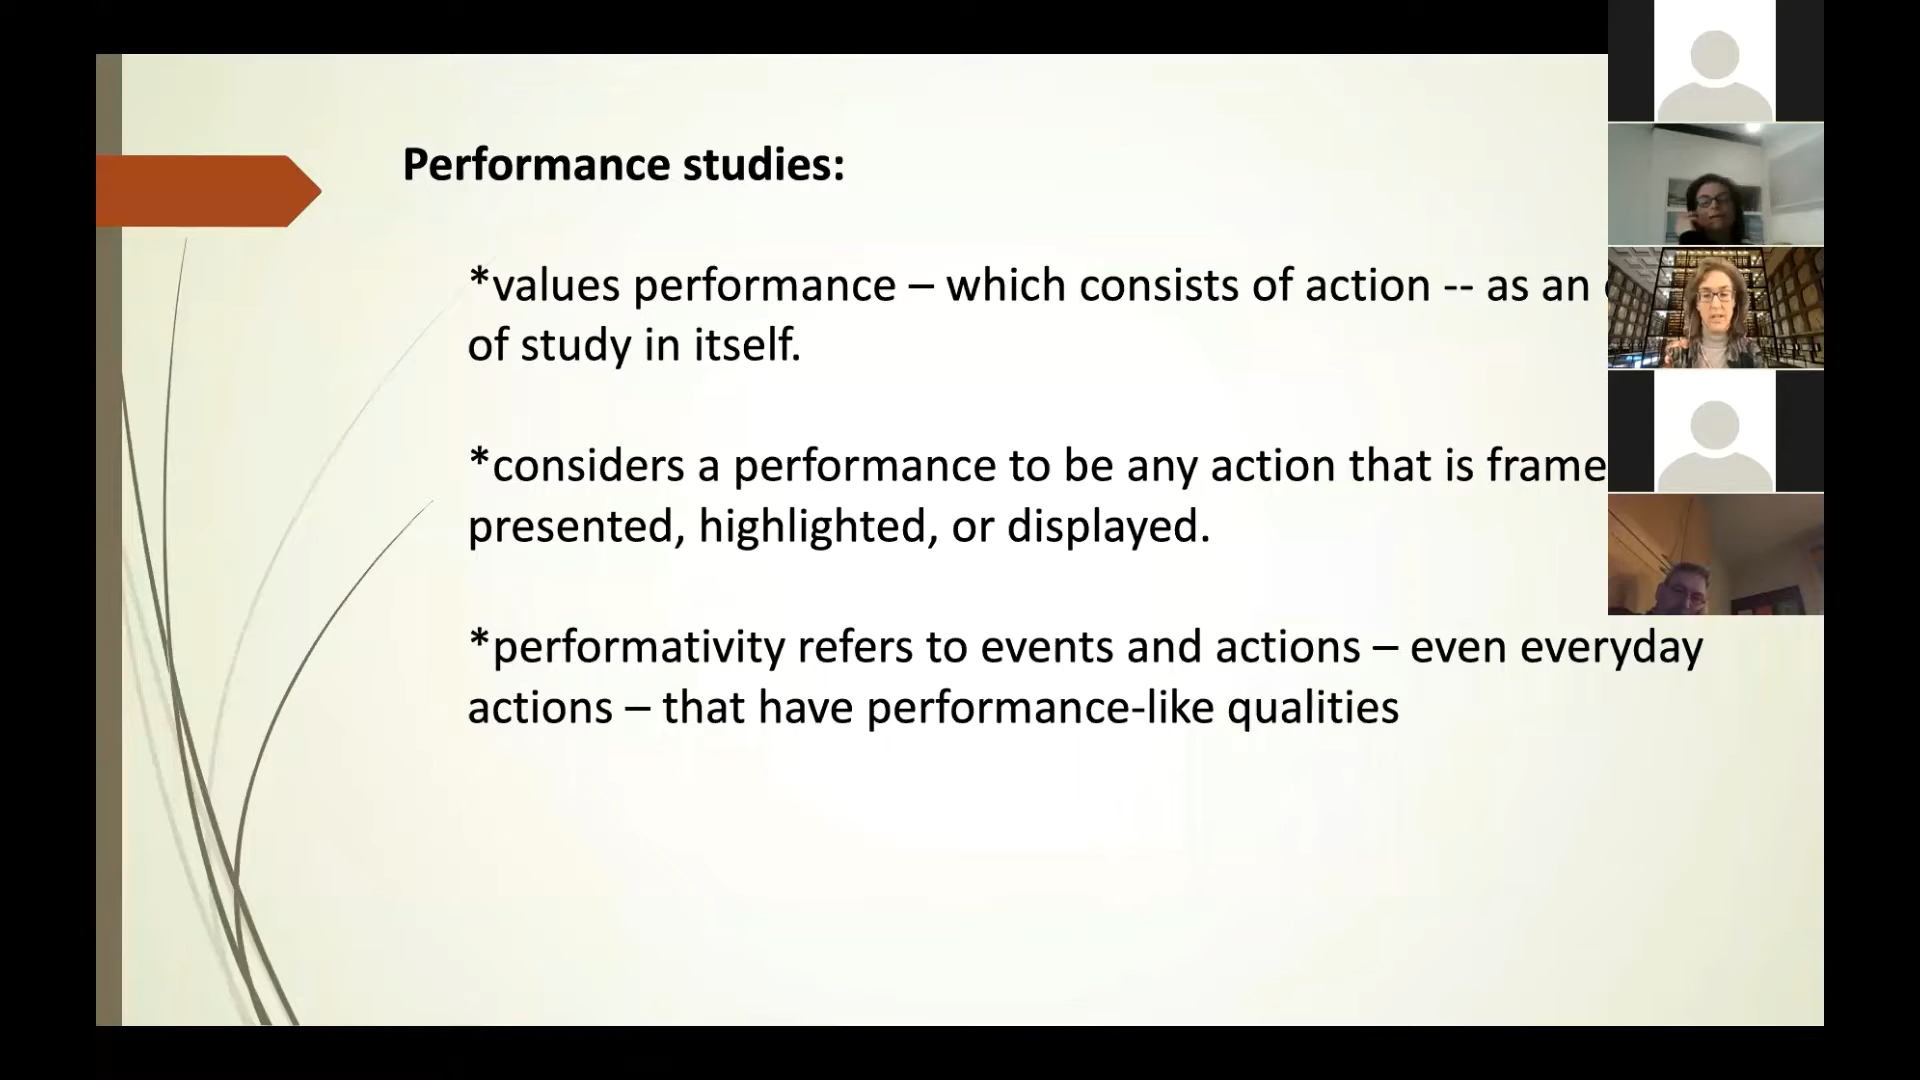 Performance studies:
*values performance – which consists of action -- as an
of study in itself.
*considers a performance to be any action that is frame
presented, highlighted, or displayed.
*performativity refers to events and actions – even everyday
actions – that have performance-like qualities